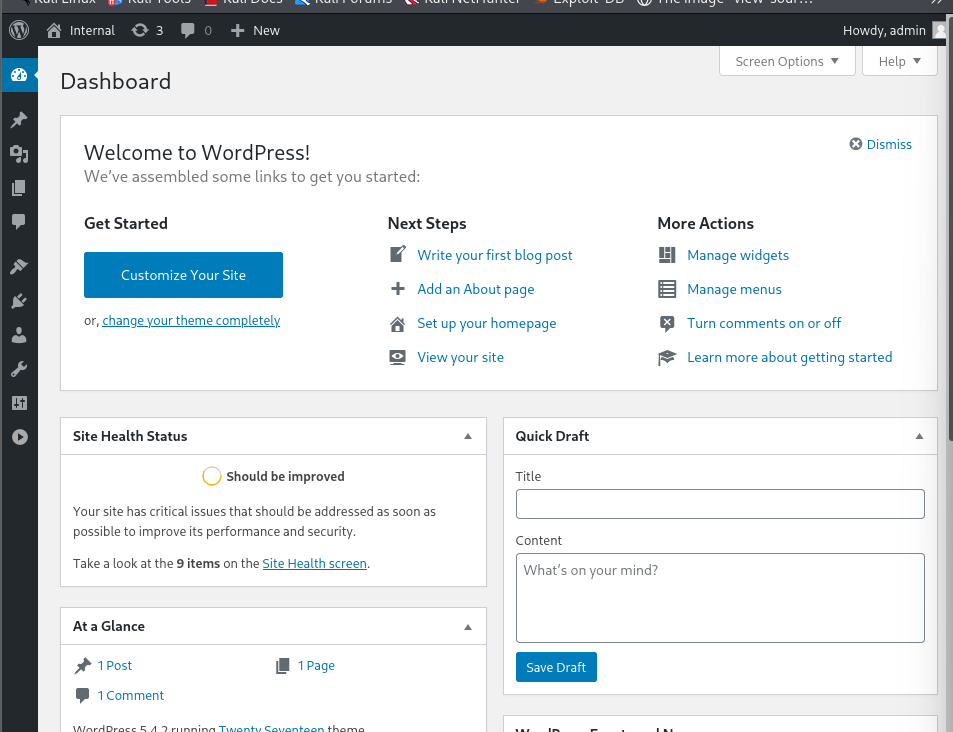 Kali Linux Kali Tools Kali Docs Kali Forums Kali NetHunter Exploit-DB The image "view-sour… »
Internal 3 0 New Howdy, admin
Screen Options ▼ Help ▼
Dashboard
Welcome to WordPress!
Dismiss
We've assembled some links to get you started:
Get Started
Customize Your Site
or, change your theme completely
Next Steps
Write your first blog post
Add an About page
Set up your homepage
View your site
More Actions
Manage widgets
Manage menus
Turn comments on or off
Learn more about getting started
Site Health Status
Should be improved
Your site has critical issues that should be addressed as soon as
possible to improve its performance and security.
Take a look at the 9 items on the Site Health screen.
At a Glance
1 Post 1 Page
1 Comment
WordPress 5.4.2 running Twenty Seventeen theme.
Quick Draft
Title
Content
What's on your mind?
Save Draft